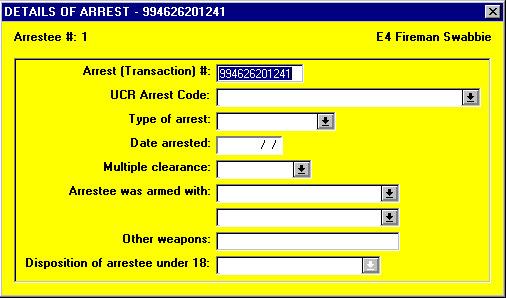 DETAILS OF ARREST - 994626201241
Arrestee #: 1 E4 Fireman Swabbie
Arrest (Transaction) #: 994626201241
UCR Arrest Code:
Type of arrest:
Date arrested: / /
Multiple clearance:
Arrestee was armed with:
Other weapons:
Disposition of arrestee under 18: